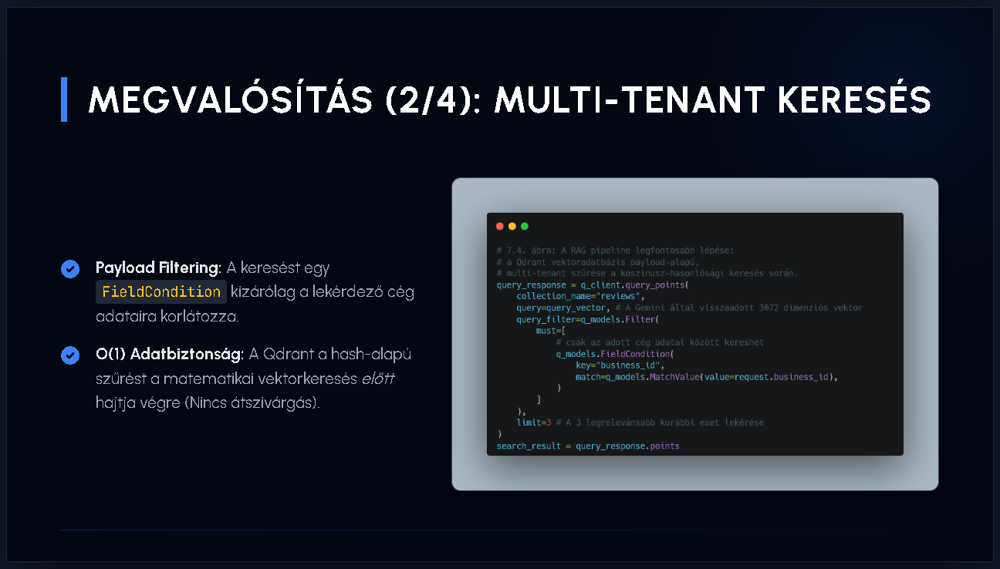 MEGVALÓSÍTÁS (2/4): MULTI-TENANT KERESÉS
Payload Filtering: A keresést egy
FieldCondition kizárólag a lekérdező cég
adataira korlátozza.
O(1) Adatbiztonság: A Qdrant a hash-alapú
szűrést a matematikai vektorkeresés előtt
hajtja végre (Nincs átszivárgás).
# 7.4. ábra: A RAG pipeline legfontosabb lépése:
# a Qdrant vektoradatbázis payload-alapú,
# multi-tenant szűrése a koszinusz-hasonlósági keresés során.
query_response = q_client.query_points(
    collection_name="reviews",
    query=query_vector, # A Gemini által visszaadott 3072 dimenziós vektor
    query_filter=q_models.Filter(
        must=[
            # csak az adott cég adatai között kereshet
            q_models.FieldCondition(
                key="business_id",
                match=q_models.MatchValue(value=request.business_id),
            )
        ]
    ),
    limit=3 # A 3 legrelevánsabb korábbi eset lekérése
)
search_result = query_response.points